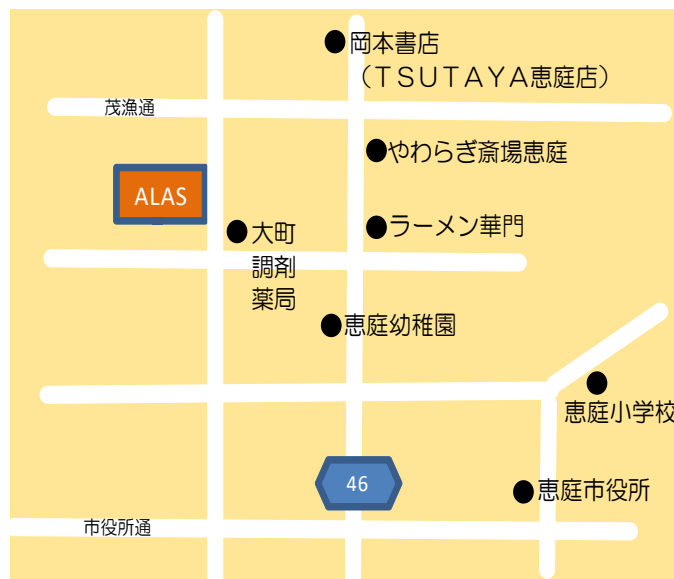 岡本書店
（ＴＳＵＴＡＹＡ恵庭店）
茂漁通
やわらぎ斎場恵庭
ALAS
ラーメン華門
大町
調剤
薬局
恵庭幼稚園
恵庭小学校
46
恵庭市役所
市役所通